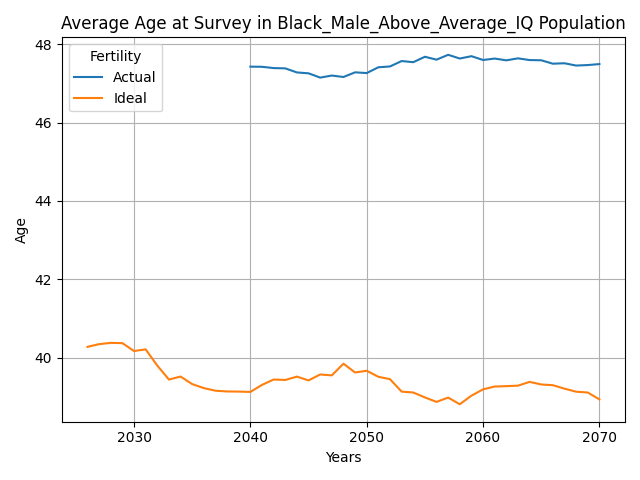 Average Age at Survey in Black_Male_Above_Average_IQ Population
Fertility
Actual
Ideal
48
46
44
42
40
Age
2030
2040
2050
2060
2070
Years